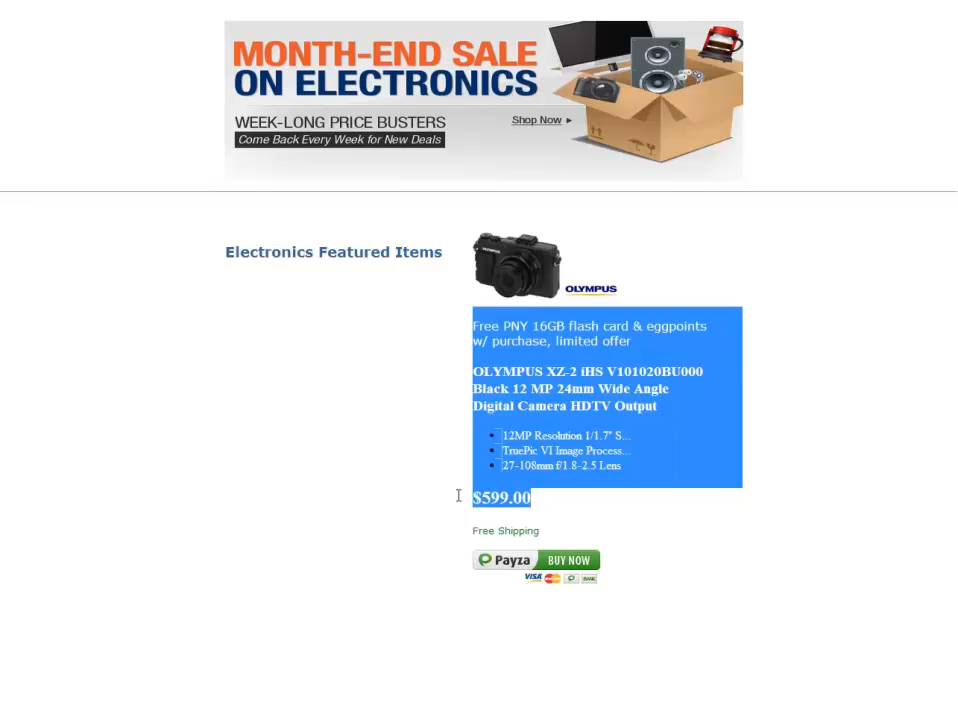 MONTH-END SALE
ON ELECTRONICS
WEEK-LONG PRICE BUSTERS
Shop Now ►
Come Back Every Week for New Deals
Electronics Featured Items
OLYMPUS
OLYMPUS
Free PNY 16GB flash card & eggpoints
w/ purchase, limited offer
OLYMPUS XZ-2 iHS V101020BU000
Black 12 MP 24mm Wide Angle
Digital Camera HDTV Output
• 12MP Resolution 1/1.7" S...
• TruePic VI Image Process...
• 27-108mm f/1.8-2.5 Lens
$599.00
Free Shipping
Payza BUY NOW
VISA BANK